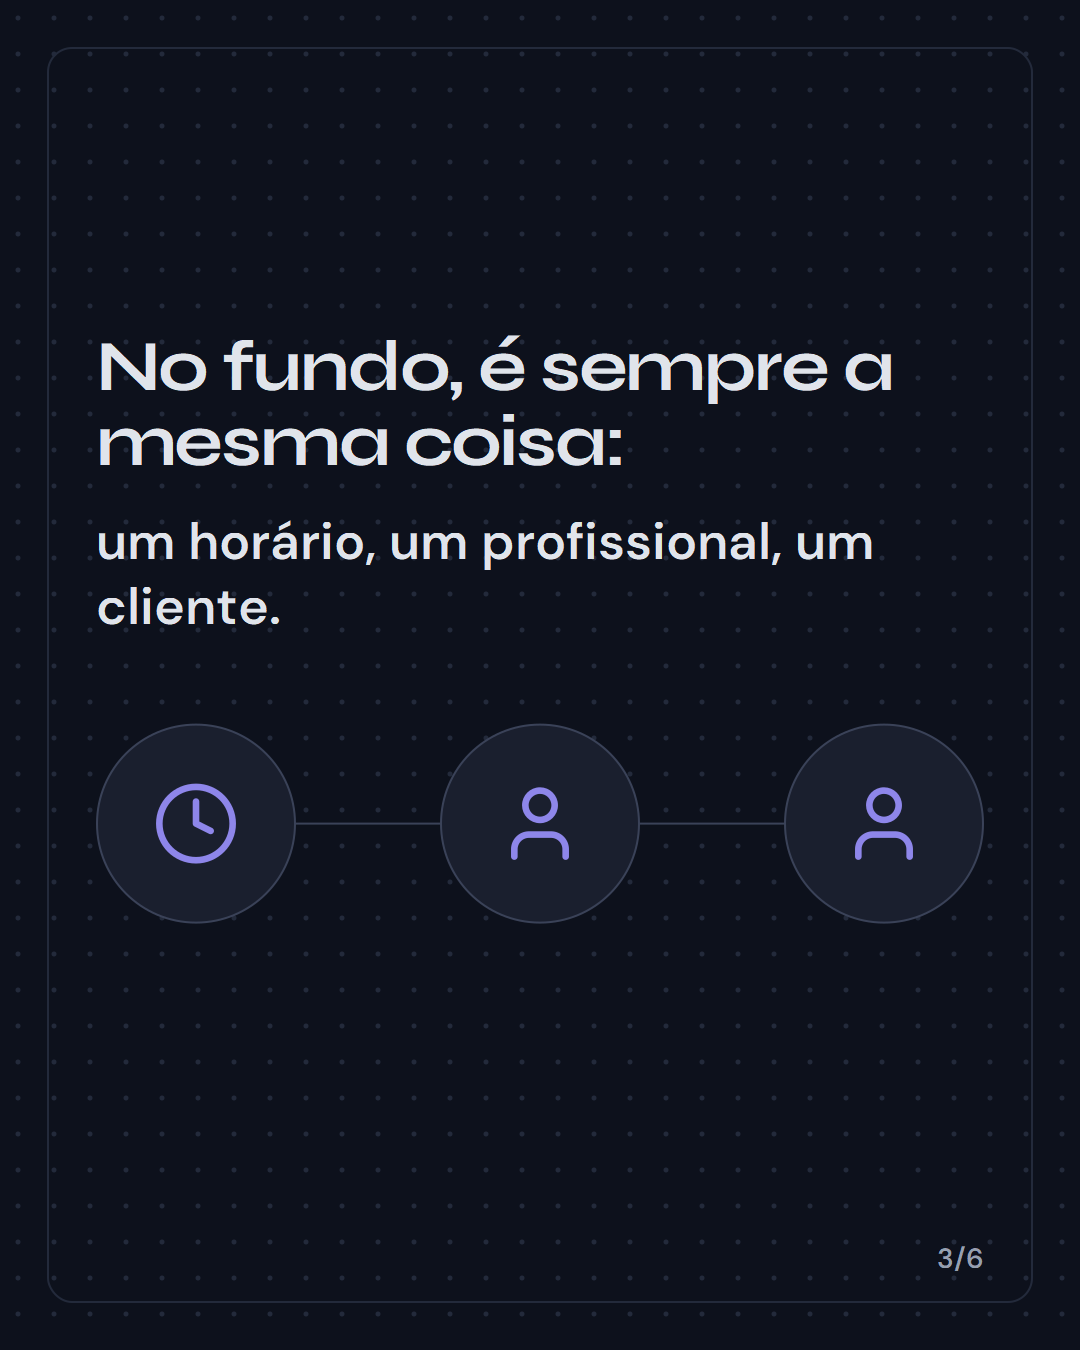 No fundo, é sempre a
mesma coisa:
um horário, um profissional, um
cliente.
3/6